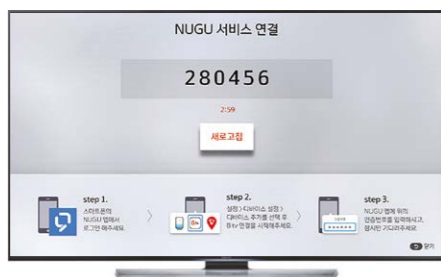 NUGU 서비스 연결
280456
2:59
새로고침
step 1.
스마트폰의
NUGU 앱에서
로그인 해주세요.
step 2.
설정 > 디바이스 설정 >
디바이스 추가를 선택 후
B tv 연결을 시작해주세요.
step 3.
NUGU 앱에 위의
인증번호를 입력하시고,
잠시만 기다려주세요.
닫기